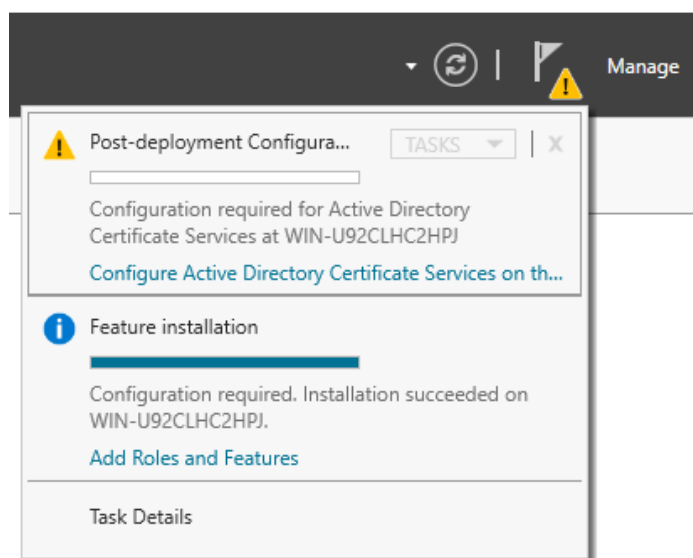 Manage
Post-deployment Configura...
TASKS
X
Configuration required for Active Directory
Certificate Services at WIN-U92CLHC2HPJ
Configure Active Directory Certificate Services on th...
Feature installation
Configuration required. Installation succeeded on
WIN-U92CLHC2HPJ.
Add Roles and Features
Task Details